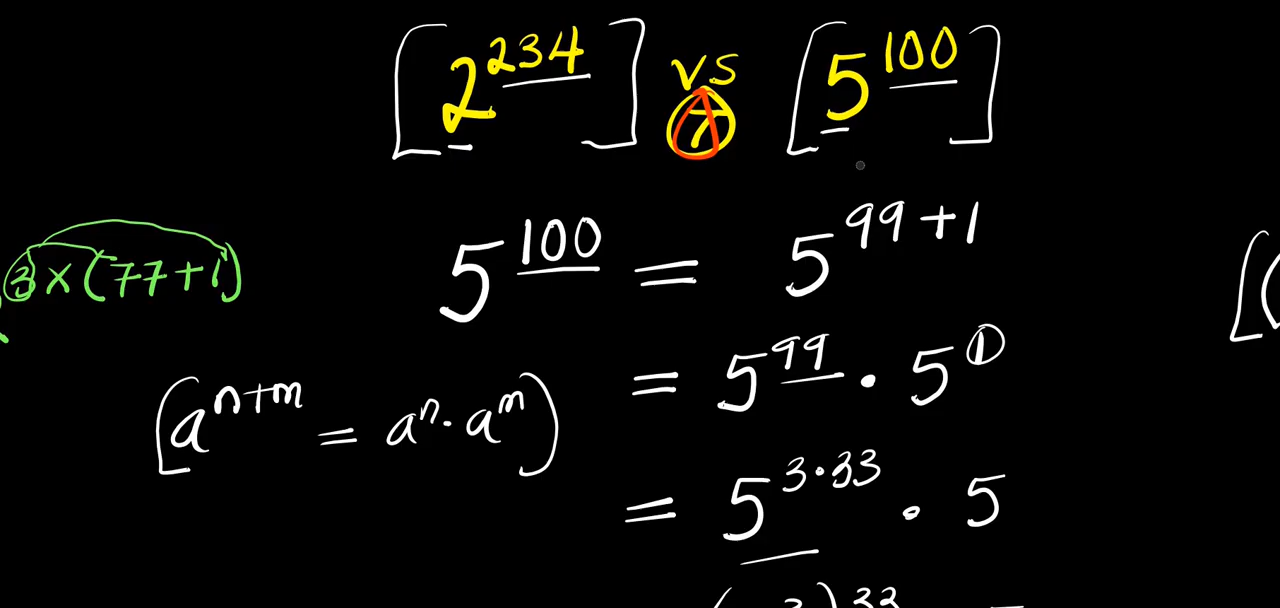 [2^234] vs [5^100]
7
3×(77+1)
5^100 = 5^99+1
= 5^99 · 5^1
[a^n+m = a^n · a^m)
= 5^3·33 · 5